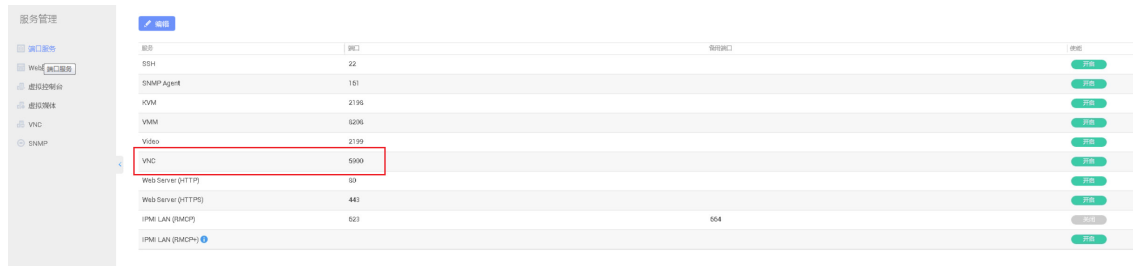 服务管理
编辑
端口服务
Web 端口服务
虚拟控制台
虚拟媒体
VNC
SNMP
服务 端口 备用端口 使能
SSH 22 开启
SNMP Agent 161 开启
KVM 2198 开启
VMM 8208 开启
Video 2199 开启
VNC 5900 开启
Web Server (HTTP) 80 开启
Web Server (HTTPS) 443 开启
IPMI LAN (RMCP) 623 664 关闭
IPMI LAN (RMCP+) 开启